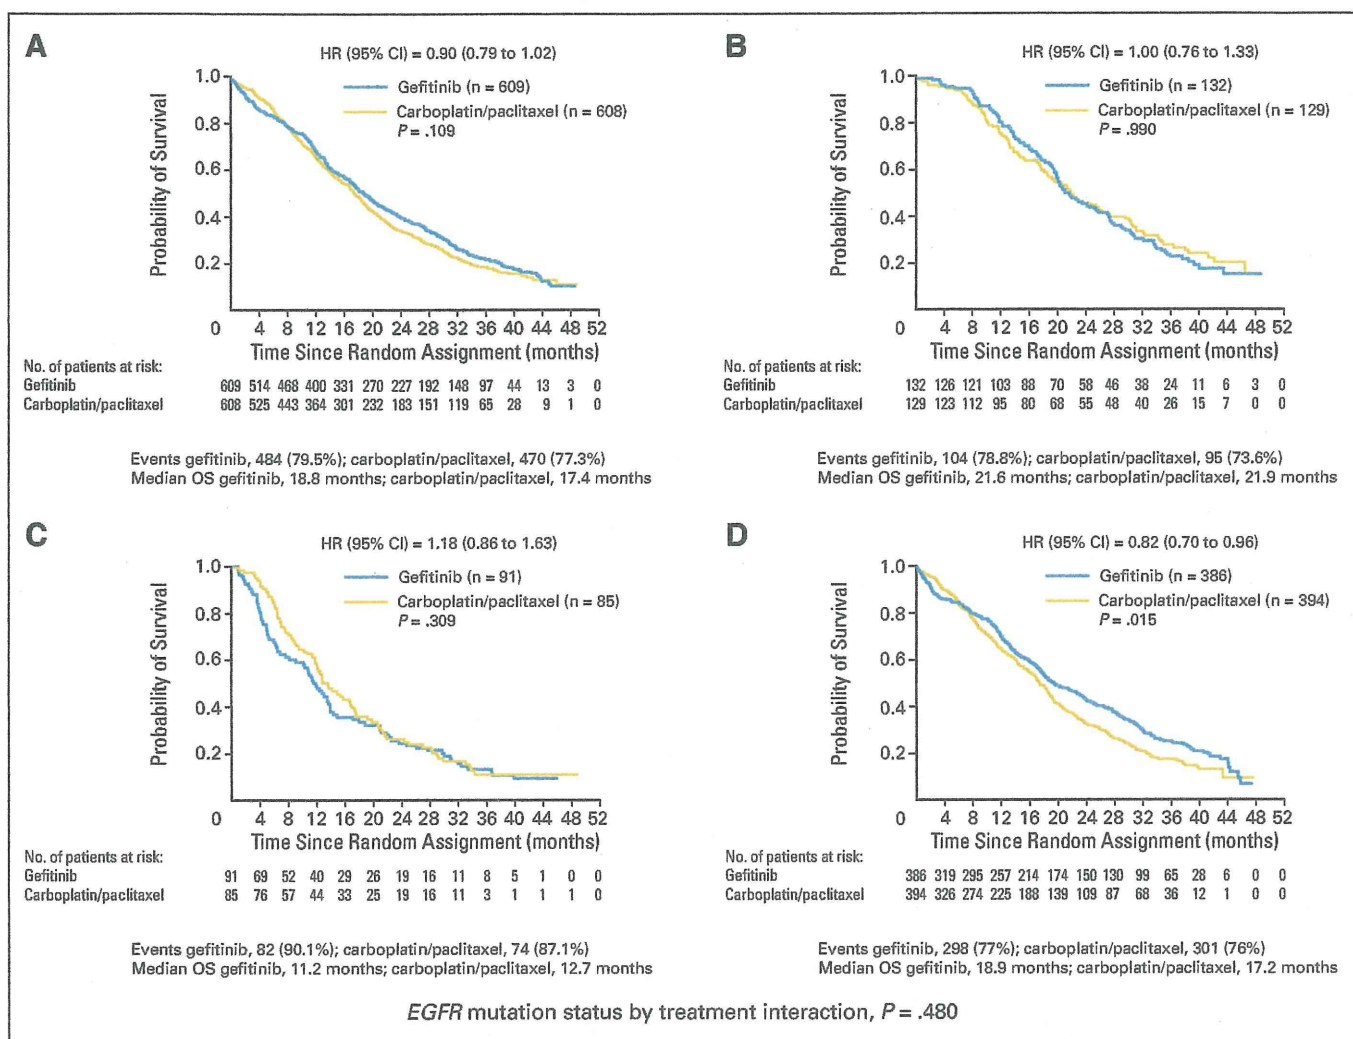 A
HR (95% CI) = 0.90 (0.79 to 1.02)
Gefitinib (n = 609)
Carboplatin/paclitaxel (n = 608)
P = .109
Probability of Survival
1.0
0.8
0.6
0.4
0.2
0 4 8 12 16 20 24 28 32 36 40 44 48 52
Time Since Random Assignment (months)
No. of patients at risk:
Gefitinib 609 514 468 400 331 270 227 192 148 97 44 13 3 0
Carboplatin/paclitaxel 608 525 443 364 301 232 183 151 119 65 28 9 1 0
Events gefitinib, 484 (79.5%); carboplatin/paclitaxel, 470 (77.3%)
Median OS gefitinib, 18.8 months; carboplatin/paclitaxel, 17.4 months
B
HR (95% CI) = 1.00 (0.76 to 1.33)
Gefitinib (n = 132)
Carboplatin/paclitaxel (n = 129)
P = .990
Probability of Survival
1.0
0.8
0.6
0.4
0.2
0 4 8 12 16 20 24 28 32 36 40 44 48 52
Time Since Random Assignment (months)
No. of patients at risk:
Gefitinib 132 126 121 103 88 70 58 46 38 24 11 6 3 0
Carboplatin/paclitaxel 129 123 112 95 80 68 55 48 40 26 15 7 0 0
Events gefitinib, 104 (78.8%); carboplatin/paclitaxel, 95 (73.6%)
Median OS gefitinib, 21.6 months; carboplatin/paclitaxel, 21.9 months
C
HR (95% CI) = 1.18 (0.86 to 1.63)
Gefitinib (n = 91)
Carboplatin/paclitaxel (n = 85)
P = .309
Probability of Survival
1.0
0.8
0.6
0.4
0.2
0 4 8 12 16 20 24 28 32 36 40 44 48 52
Time Since Random Assignment (months)
No. of patients at risk:
Gefitinib 91 69 52 40 29 26 19 16 11 8 5 1 0 0
Carboplatin/paclitaxel 85 76 57 44 33 25 19 16 11 3 1 1 1 0
Events gefitinib, 82 (90.1%); carboplatin/paclitaxel, 74 (87.1%)
Median OS gefitinib, 11.2 months; carboplatin/paclitaxel, 12.7 months
D
HR (95% CI) = 0.82 (0.70 to 0.96)
Gefitinib (n = 386)
Carboplatin/paclitaxel (n = 394)
P = .015
Probability of Survival
1.0
0.8
0.6
0.4
0.2
0 4 8 12 16 20 24 28 32 36 40 44 48 52
Time Since Random Assignment (months)
No. of patients at risk:
Gefitinib 386 319 295 257 214 174 150 130 99 65 28 6 0 0
Carboplatin/paclitaxel 394 326 274 225 188 139 109 87 68 36 12 1 0 0
Events gefitinib, 298 (77%); carboplatin/paclitaxel, 301 (76%)
Median OS gefitinib, 18.9 months; carboplatin/paclitaxel, 17.2 months
EGFR mutation status by treatment interaction, P = .480